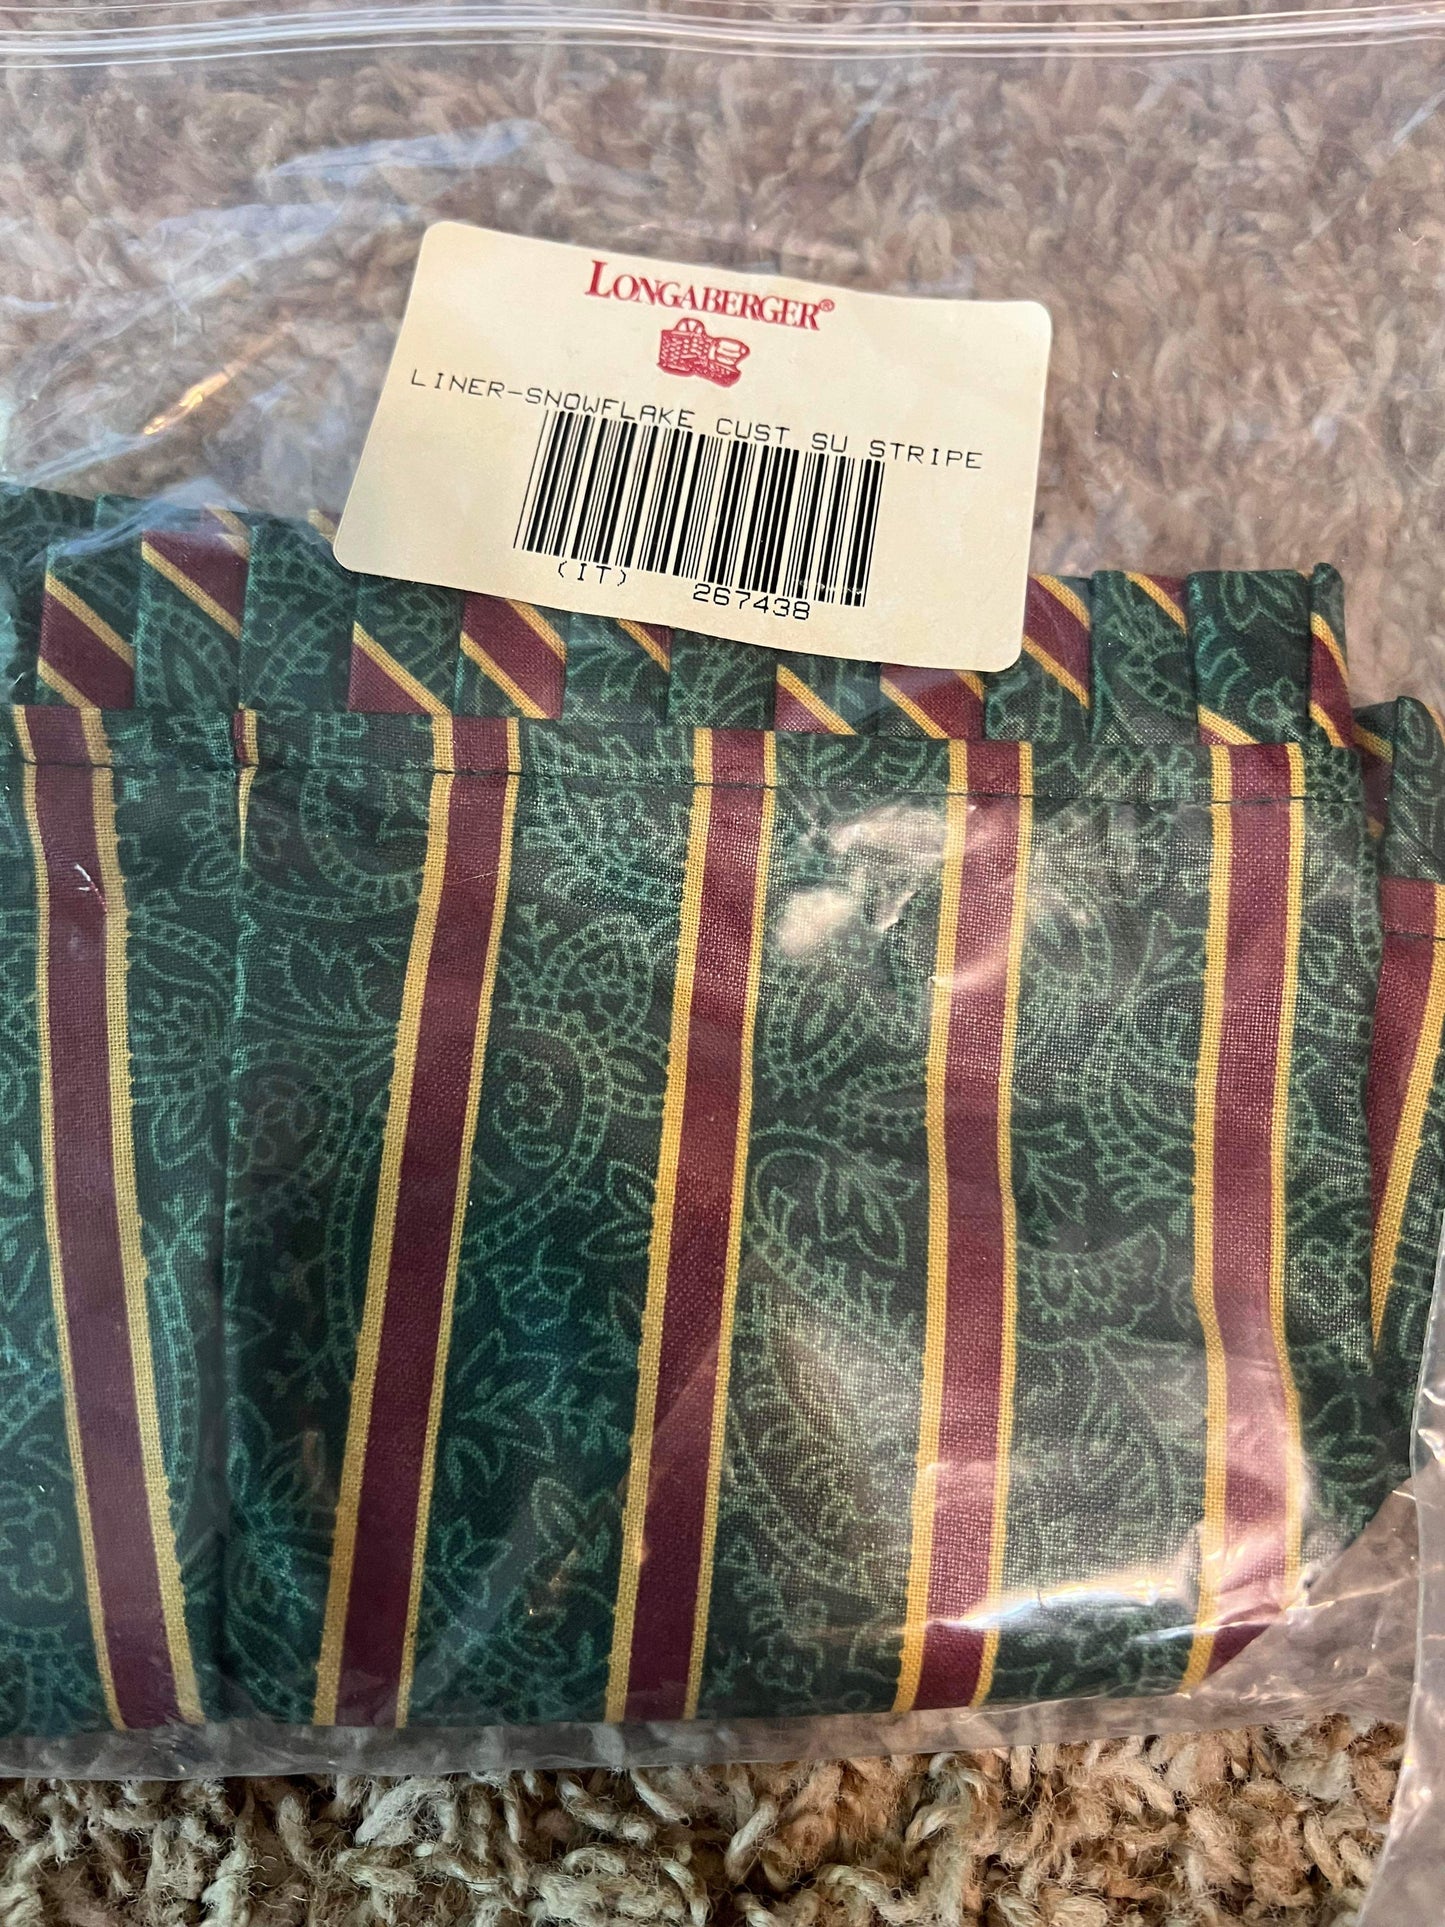 LONGABERGER®
LINER-SNOWFLAKE CUST SU STRIPE
(IT) 267438